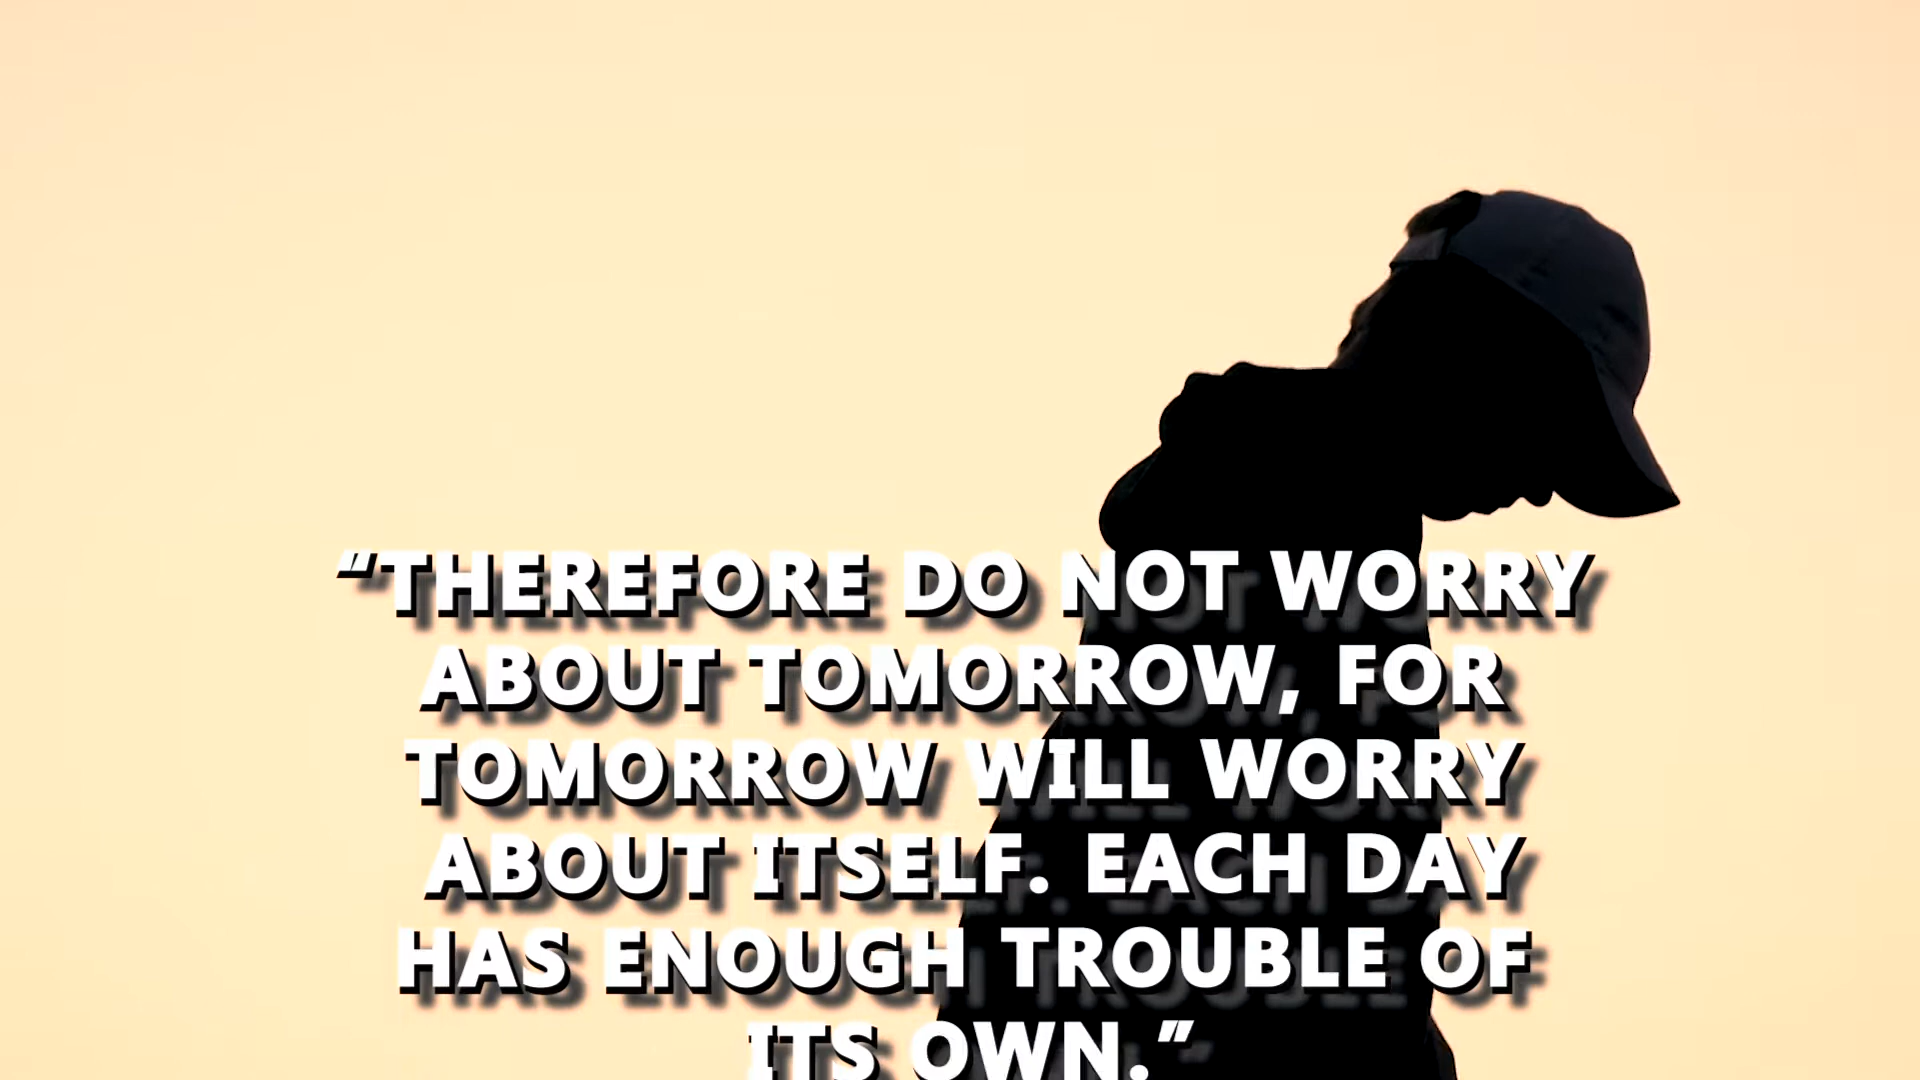 “THEREFORE DO NOT WORRY
ABOUT TOMORROW, FOR
TOMORROW WILL WORRY
ABOUT ITSELF. EACH DAY
HAS ENOUGH TROUBLE OF
ITS OWN.”